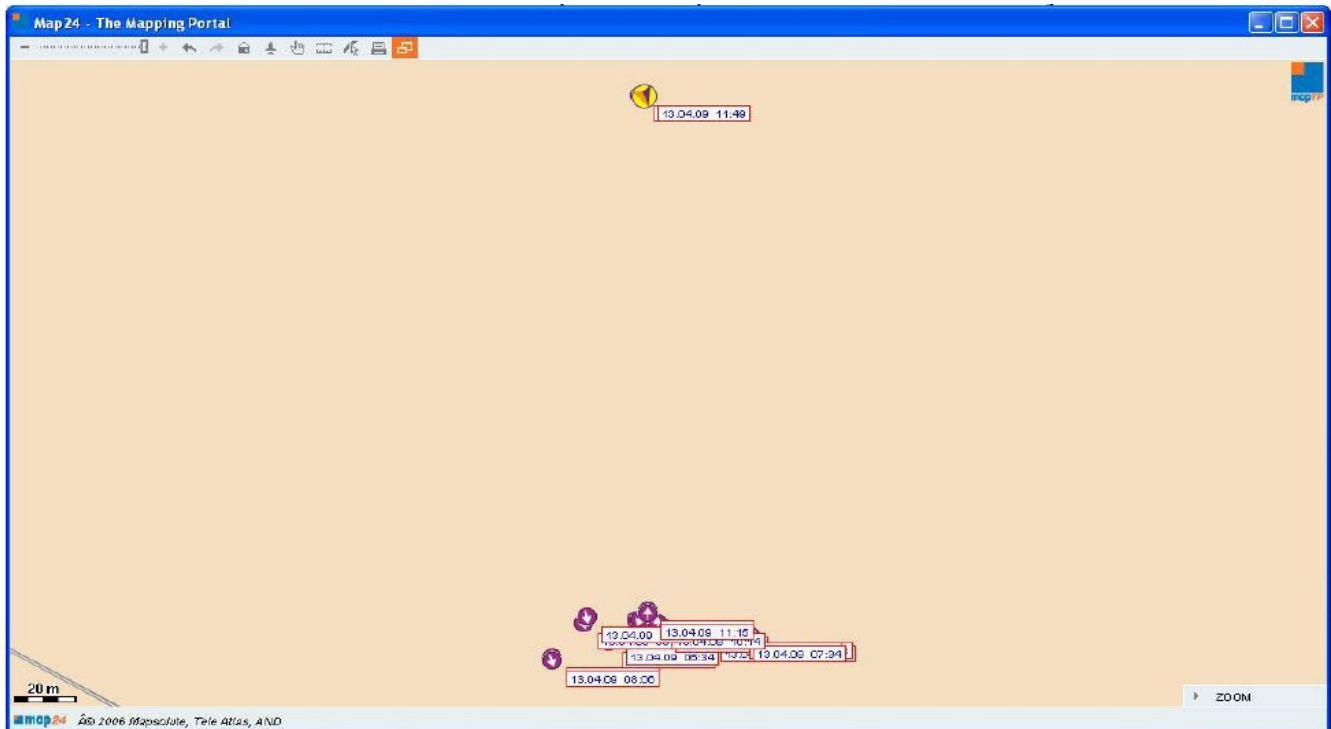 Map24 - The Mapping Portal
13.04.09 11:49
13.04.09
13.04.09 11:15
13.04.09 05:34
13.04.09 07:34
13.04.09 08:06
20 m
ZOOM
map24 © 2006 Mapsolute, Tele Atlas, AND